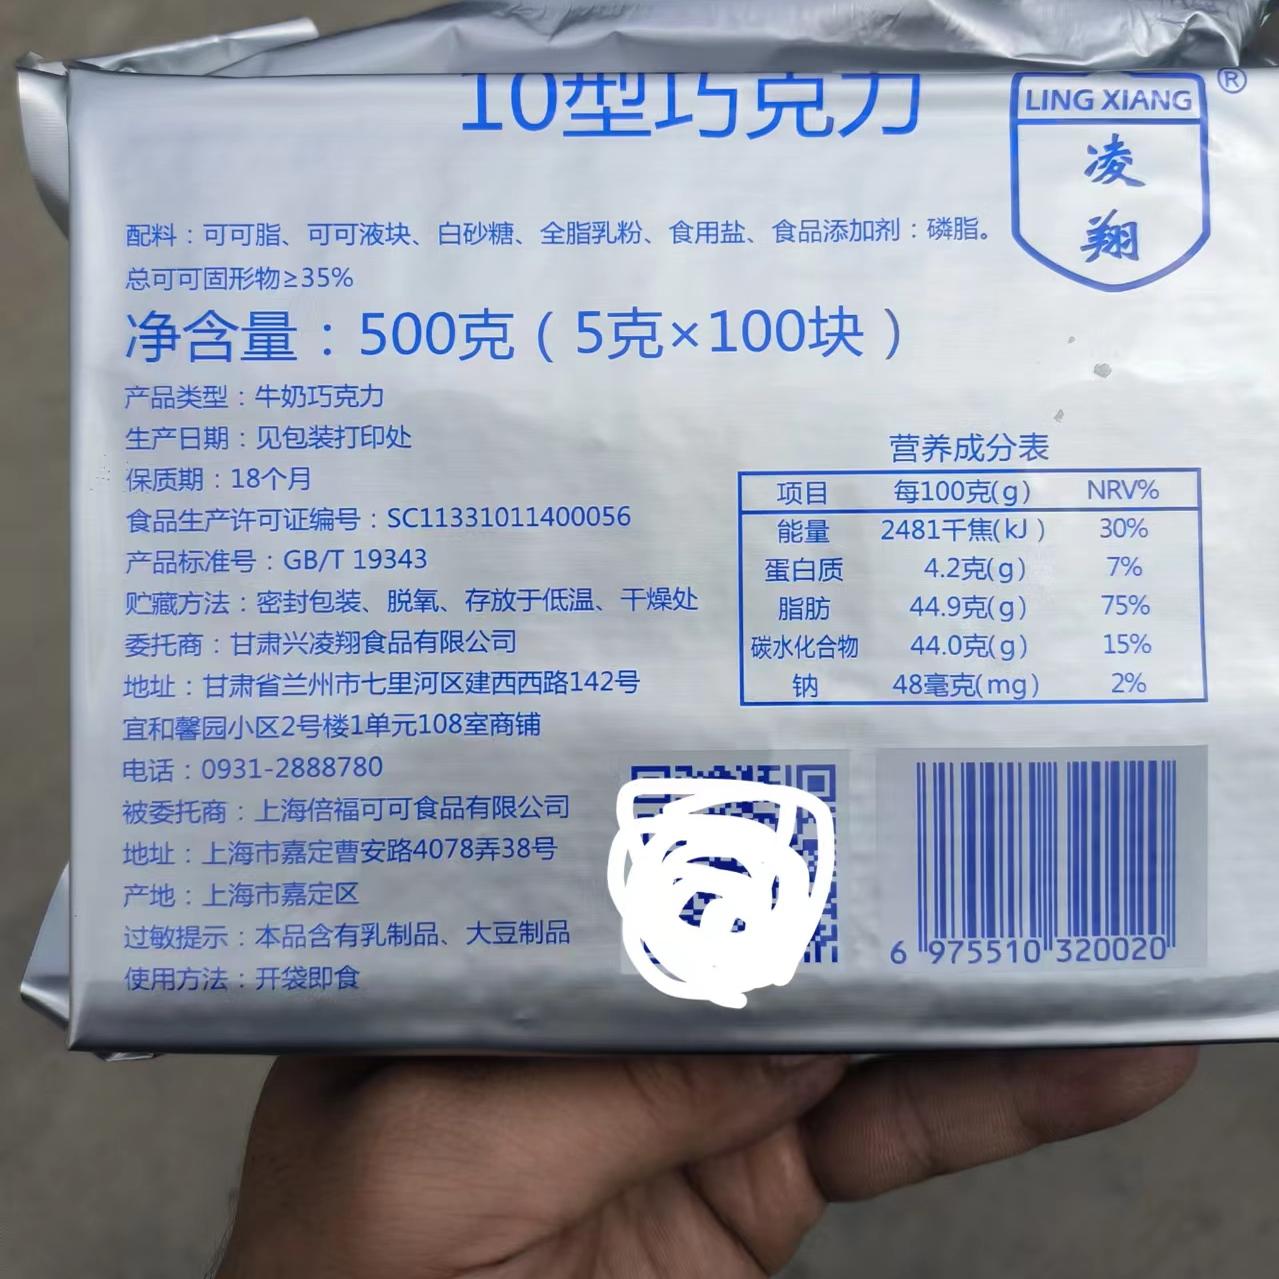 10型巧克力
LING XIANG
®
凌
翔
配料：可可脂、可可液块、白砂糖、全脂乳粉、食用盐、食品添加剂：磷脂。
总可可固形物≥35%
净含量：500克（5克×100块）
产品类型：牛奶巧克力
生产日期：见包装打印处
保质期：18个月
食品生产许可证编号：SC11331011400056
产品标准号：GB/T 19343
贮藏方法：密封包装、脱氧、存放于低温、干燥处
委托商：甘肃兴凌翔食品有限公司
地址：甘肃省兰州市七里河区建西西路142号
宜和馨园小区2号楼1单元108室商铺
电话：0931-2888780
被委托商：上海倍福可可食品有限公司
地址：上海市嘉定曹安路4078弄38号
产地：上海市嘉定区
过敏提示：本品含有乳制品、大豆制品
使用方法：开袋即食
营养成分表
项目 每100克(g) NRV%
能量 2481千焦(kJ) 30%
蛋白质 4.2克(g) 7%
脂肪 44.9克(g) 75%
碳水化合物 44.0克(g) 15%
钠 48毫克(mg) 2%
6 975510 320020